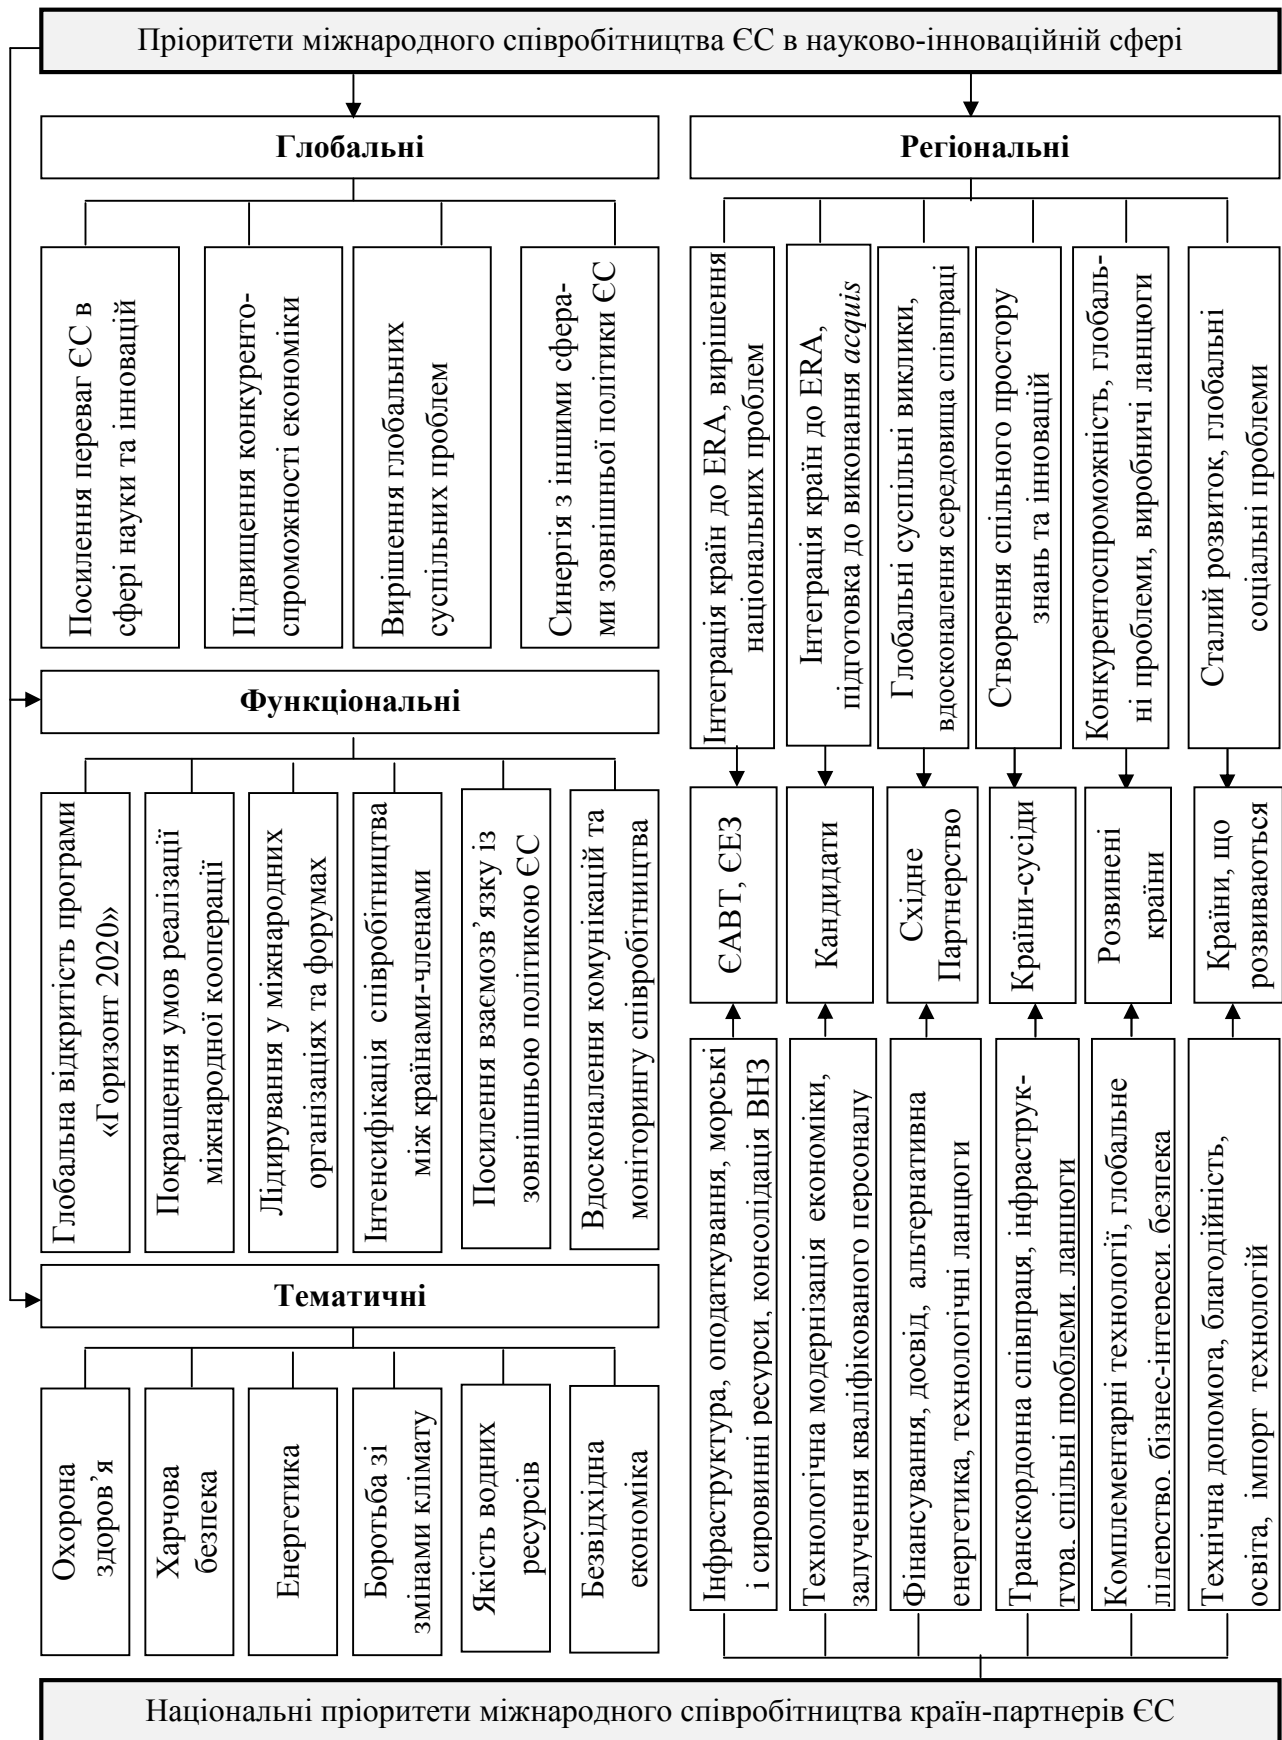 Пріоритети міжнародного співробітництва ЄС в науково-інноваційній сфері
Глобальні
Посилення переваг ЄС в
сфері науки та інновацій
Підвищення конкуренто-
спроможності економіки
Вирішення глобальних
суспільних проблем
Синергія з іншими сфера-
ми зовнішньої політики ЄС
Функціональні
Глобальна відкритість програми
«Горизонт 2020»
Покращення умов реалізації
міжнародної кооперації
Лідирування у міжнародних
організаціях та форумах
Інтенсифікація співробітництва
між країнами-членами
Посилення взаємозв’язку із
зовнішньою політикою ЄС
Вдосконалення комунікацій та
моніторингу співробітництва
Тематичні
Охорона
здоров’я
Харчова
безпека
Енергетика
Боротьба зі
змінами клімату
Якість водних
ресурсів
Безвідхідна
економіка
Регіональні
Інтеграція країн до ERA, вирішення
національних проблем
Інтеграція країн до ERA,
підготовка до виконання acquis
Глобальні суспільні виклики,
вдосконалення середовища співпраці
Створення спільного простору
знань та інновацій
Конкурентоспроможність, глобаль-
ні проблеми, виробничі ланцюги
Сталий розвиток, глобальні
соціальні проблеми
ЄАВТ, ЄЕЗ
Кандидати
Східне
Партнерство
Країни-сусіди
Розвинені
країни
Країни, що
розвиваються
Інфраструктура, оподаткування, морські
і сировинні ресурси, консолідація ВНЗ
Технологічна модернізація економіки,
залучення кваліфікованого персоналу
Фінансування, досвід, альтернативна
енергетика, технологічні ланцюги
Транскордонна співпраця, інфраструк-
тура, спільні проблеми, ланцюги
Комплементарні технології, глобальне
лідерство, бізнес-інтереси, безпека
Технічна допомога, благодійність,
освіта, імпорт технологій
Національні пріоритети міжнародного співробітництва країн-партнерів ЄС